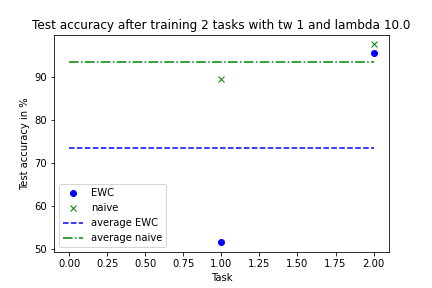 Test accuracy after training 2 tasks with tw 1 and lambda 10.0
Test accuracy in %
90
80
70
60
50
EWC
naive
average EWC
average naive
0.00 0.25 0.50 0.75 1.00 1.25 1.50 1.75 2.00
Task